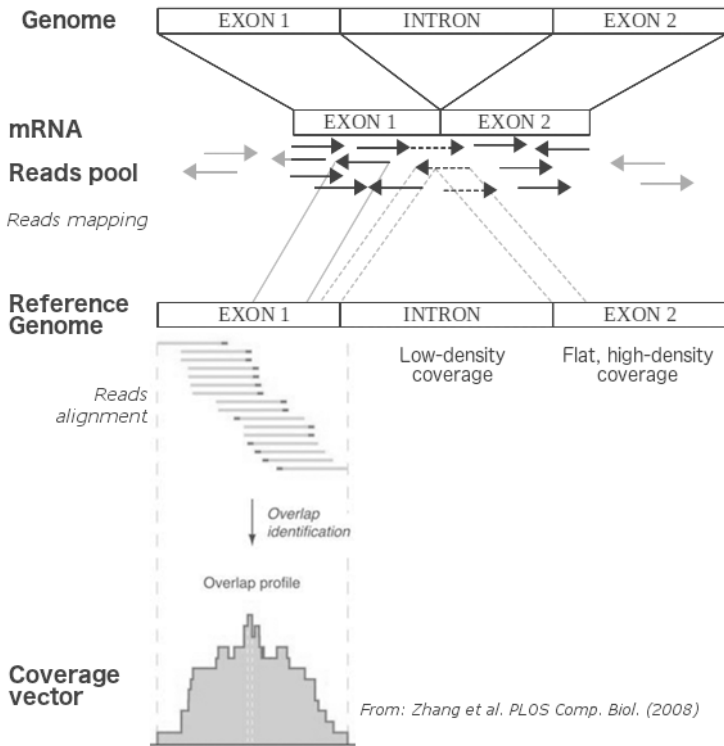 Genome
EXON 1 INTRON EXON 2
mRNA
EXON 1 EXON 2
Reads pool
Reads mapping
Reference
Genome
EXON 1 INTRON EXON 2
Low-density
coverage
Flat, high-density
coverage
Reads
alignment
Overlap
identification
Overlap profile
Coverage
vector
From: Zhang et al. PLOS Comp. Biol. (2008)